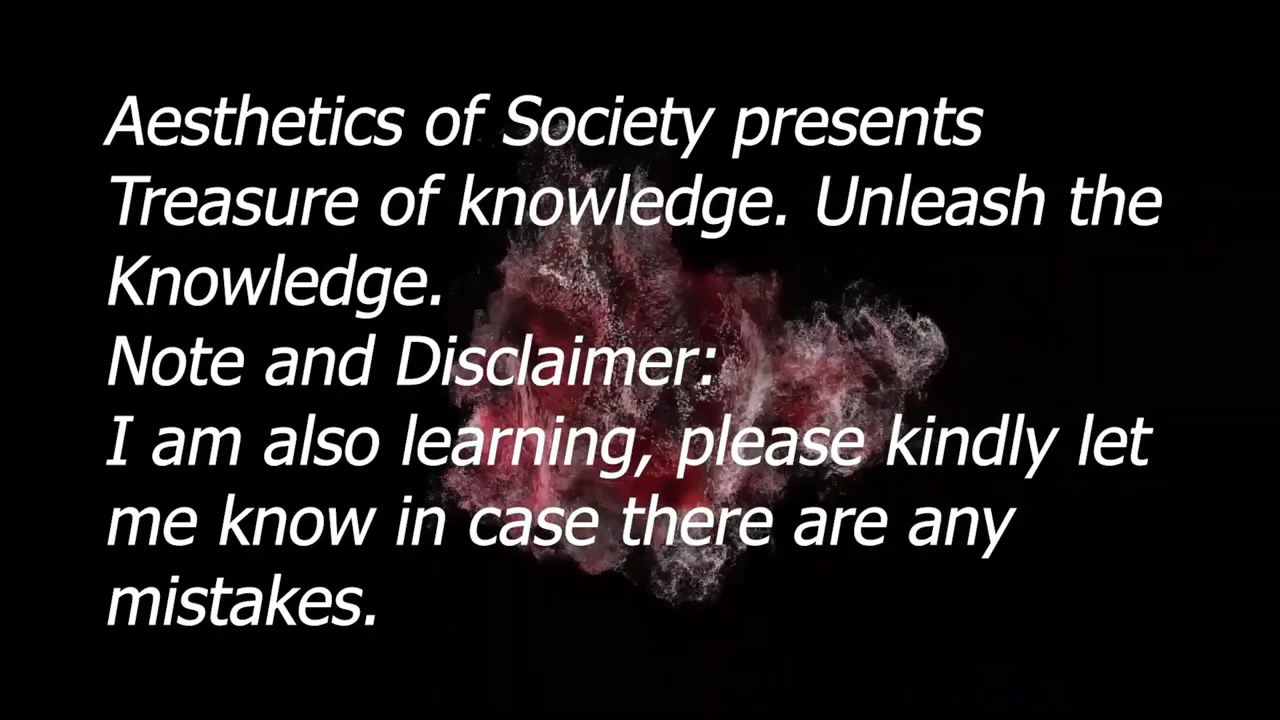 Aesthetics of Society presents
Treasure of knowledge. Unleash the
Knowledge.
Note and Disclaimer:
I am also learning, please kindly let
me know in case there are any
mistakes.